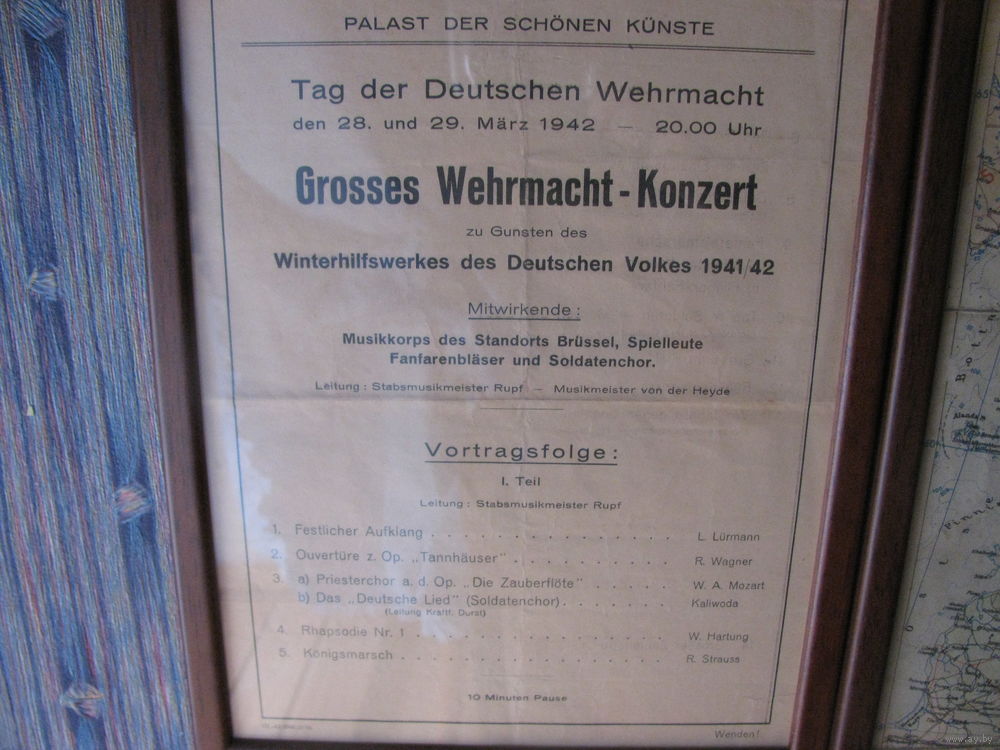 PALAST DER SCHÖNEN KÜNSTE
Tag der Deutschen Wehrmacht
den 28. und 29. März 1942 — 20.00 Uhr
Grosses Wehrmacht-Konzert
zu Gunsten des
Winterhilfswerkes des Deutschen Volkes 1941/42
Mitwirkende :
Musikkorps des Standorts Brüssel, Spielleute
Fanfarenbläser und Soldatenchor.
Leitung : Stabsmusikmeister Rupf — Musikmeister von der Heyde
Vortragsfolge :
I. Teil
Leitung : Stabsmusikmeister Rupf
1. Festlicher Aufklang . . . . . . . . . . . . . . . L. Lürmann
2. Ouvertüre z. Op. „Tannhäuser" . . . . . . . . . . R. Wagner
3. a) Priesterchor a. d. Op. „Die Zauberflöte" . . . . . W. A. Mozart
b) Das „Deutsche Lied" (Soldatenchor). . . . . . . Kaliwoda
(Leitung Kraftf. Durst)
4. Rhapsodie Nr. 1 . . . . . . . . . . . . . . . . W. Hartung
5. Königsmarsch . . . . . . . . . . . . . . . . . R. Strauss
10 Minuten Pause
Wenden!
www.ay.by